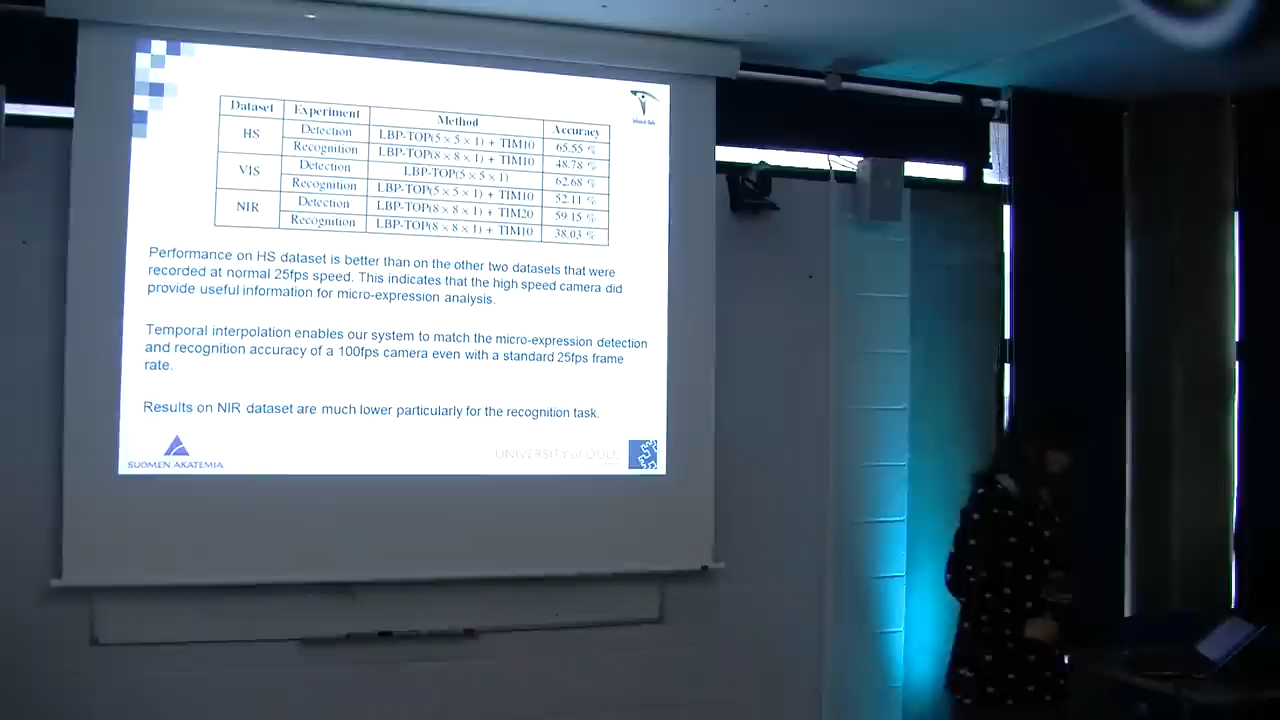 Dataset Experiment Method Accuracy
HS Detection LBP-TOP(5 × 5 × 1) + TIM10 65.55 %
Recognition LBP-TOP(8 × 8 × 1) + TIM10 48.78 %
VIS Detection LBP-TOP(5 × 5 × 1) 62.68 %
Recognition LBP-TOP(5 × 5 × 1) + TIM10 52.11 %
NIR Detection LBP-TOP(8 × 8 × 1) + TIM20 59.15 %
Recognition LBP-TOP(8 × 8 × 1) + TIM10 38.03 %
Performance on HS dataset is better than on the other two datasets that were
recorded at normal 25fps speed. This indicates that the high speed camera did
provide useful information for micro-expression analysis.
Temporal interpolation enables our system to match the micro-expression detection
and recognition accuracy of a 100fps camera even with a standard 25fps frame
rate.
Results on NIR dataset are much lower particularly for the recognition task.
SUOMEN AKATEMIA
UNIVERSITY of OULU